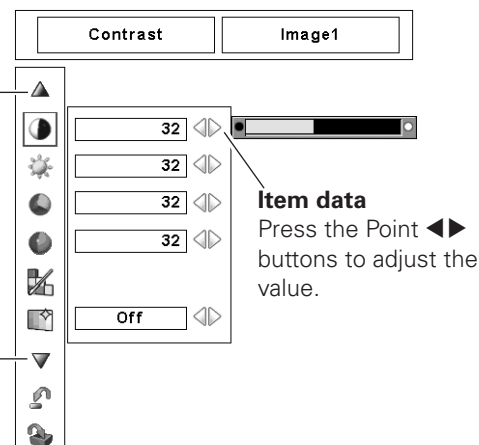 Contrast Image1
32
32
32
32
Off
Item data
Press the Point ◀▶
buttons to adjust the
value.